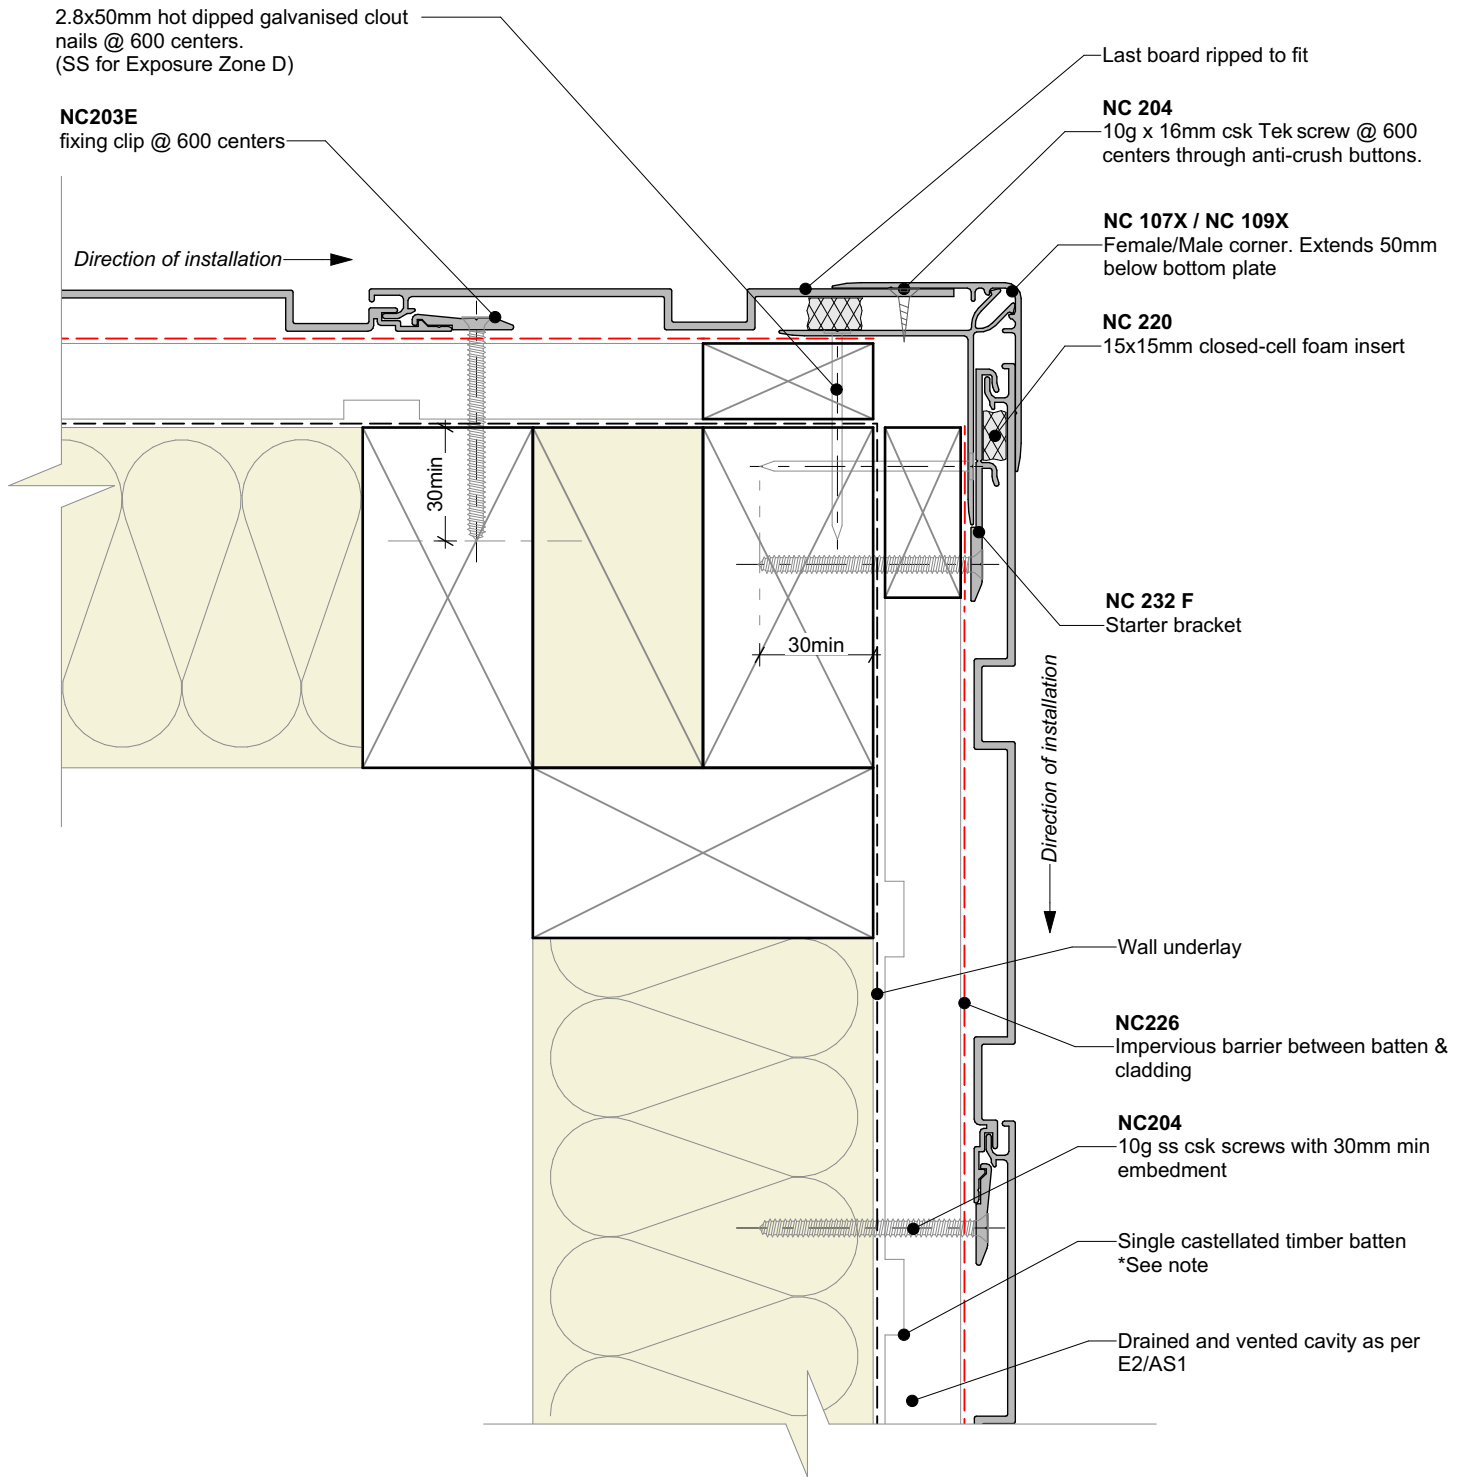 2.8x50mm hot dipped galvanised clout
nails @ 600 centers.
(SS for Exposure Zone D)
NC203E
fixing clip @ 600 centers
Direction of installation
Last board ripped to fit
NC 204
10g x 16mm csk Tek screw @ 600
centers through anti-crush buttons.
NC 107X / NC 109X
Female/Male corner. Extends 50mm
below bottom plate
NC 220
15x15mm closed-cell foam insert
30min
30min
NC 232 F
Starter bracket
Direction of installation
Wall underlay
NC226
Impervious barrier between batten &
cladding
NC204
10g ss csk screws with 30mm min
embedment
Single castellated timber batten
*See note
Drained and vented cavity as per
E2/AS1